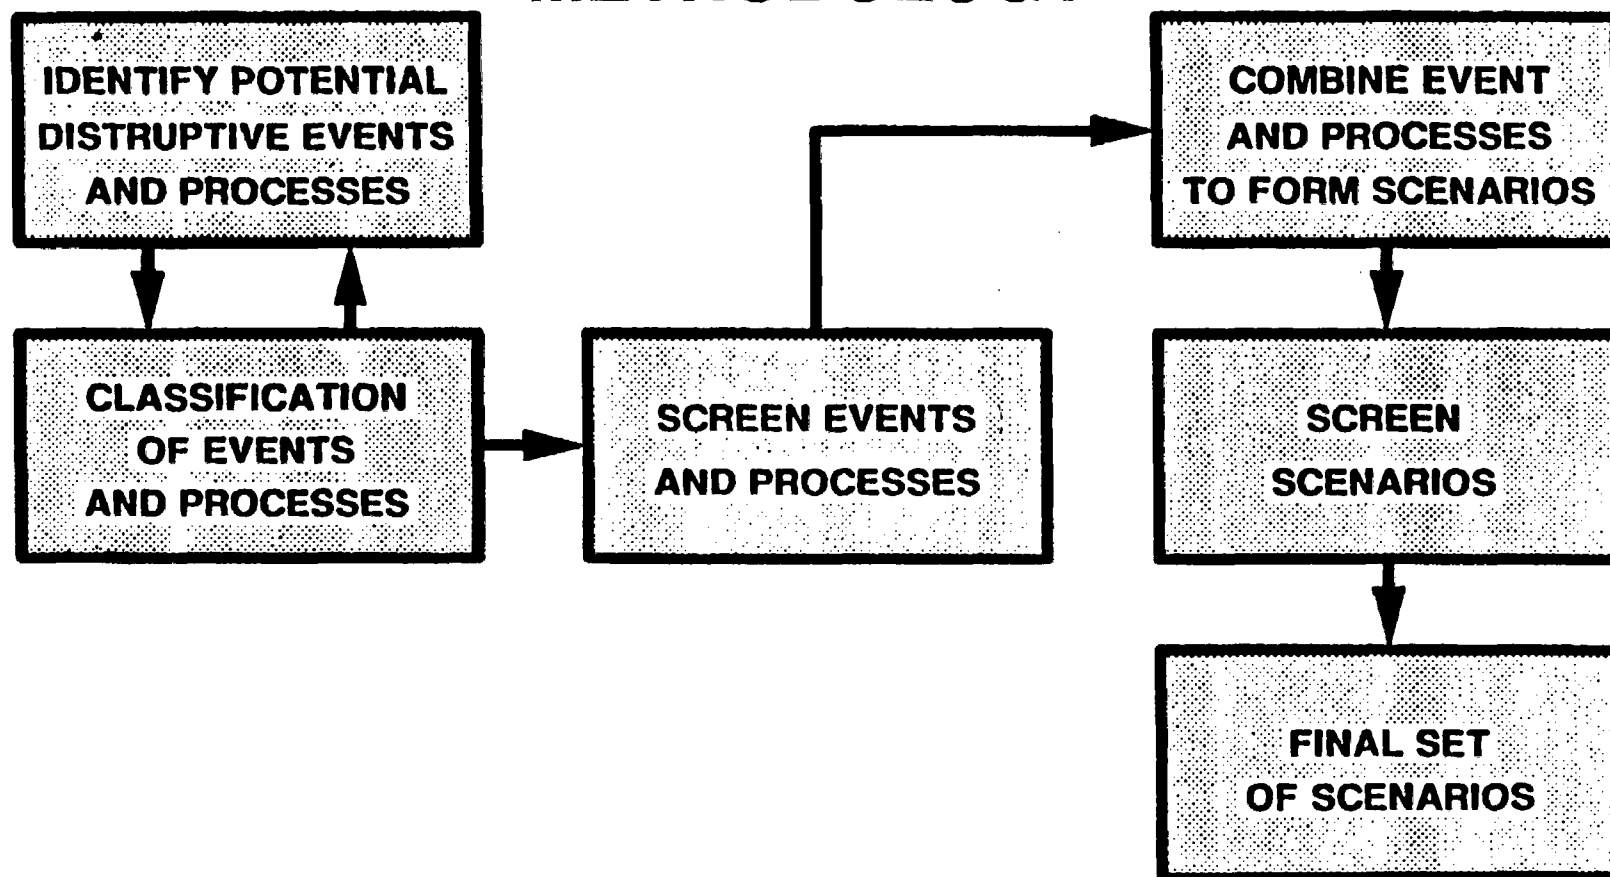 IDENTIFY POTENTIAL
DISTRUPTIVE EVENTS
AND PROCESSES
CLASSIFICATION
OF EVENTS
AND PROCESSES
SCREEN EVENTS
AND PROCESSES
COMBINE EVENT
AND PROCESSES
TO FORM SCENARIOS
SCREEN
SCENARIOS
FINAL SET
OF SCENARIOS